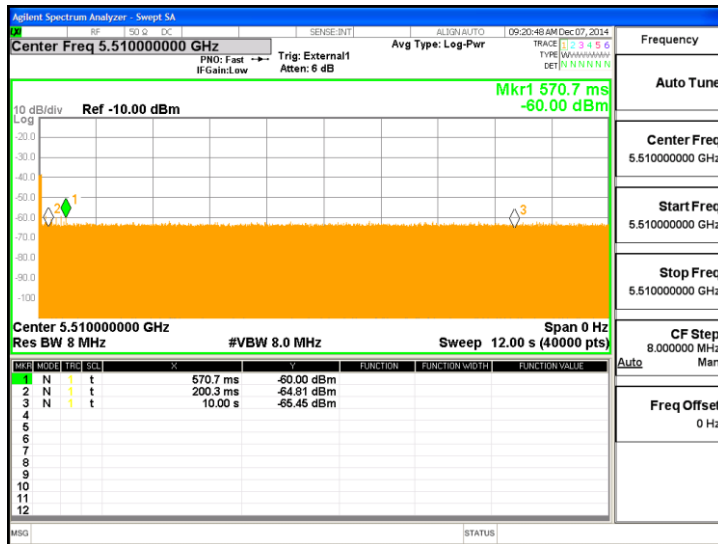 Agilent Spectrum Analyzer - Swept SA
RF 50 Ω DC SENSE:INT ALIGN AUTO 09:20:48 AM Dec 07, 2014
Center Freq 5.510000000 GHz Avg Type: Log-Pwr TRACE 1 2 3 4 5 6
PNO: Fast Trig: External1 TYPE
IFGain:Low Atten: 6 dB DET N N N N N N
Mkr1 570.7 ms
-60.00 dBm
10 dB/div Ref -10.00 dBm
Log
-20.0
-30.0
-40.0
-50.0
-60.0
-70.0
-80.0
-90.0
-100
2
1
3
Center 5.510000000 GHz Span 0 Hz
Res BW 8 MHz #VBW 8.0 MHz Sweep 12.00 s (40000 pts)
MKR MODE TRC SCL X Y FUNCTION FUNCTION WIDTH FUNCTION VALUE
1 N 1 t 570.7 ms -60.00 dBm
2 N 1 t 200.3 ms -64.81 dBm
3 N 1 t 10.00 s -65.45 dBm
4
5
6
7
8
9
10
11
12
MSG STATUS
Frequency
Auto Tune
Center Freq
5.510000000 GHz
Start Freq
5.510000000 GHz
Stop Freq
5.510000000 GHz
CF Step
8.000000 MHz
Auto Man
Freq Offset
0 Hz